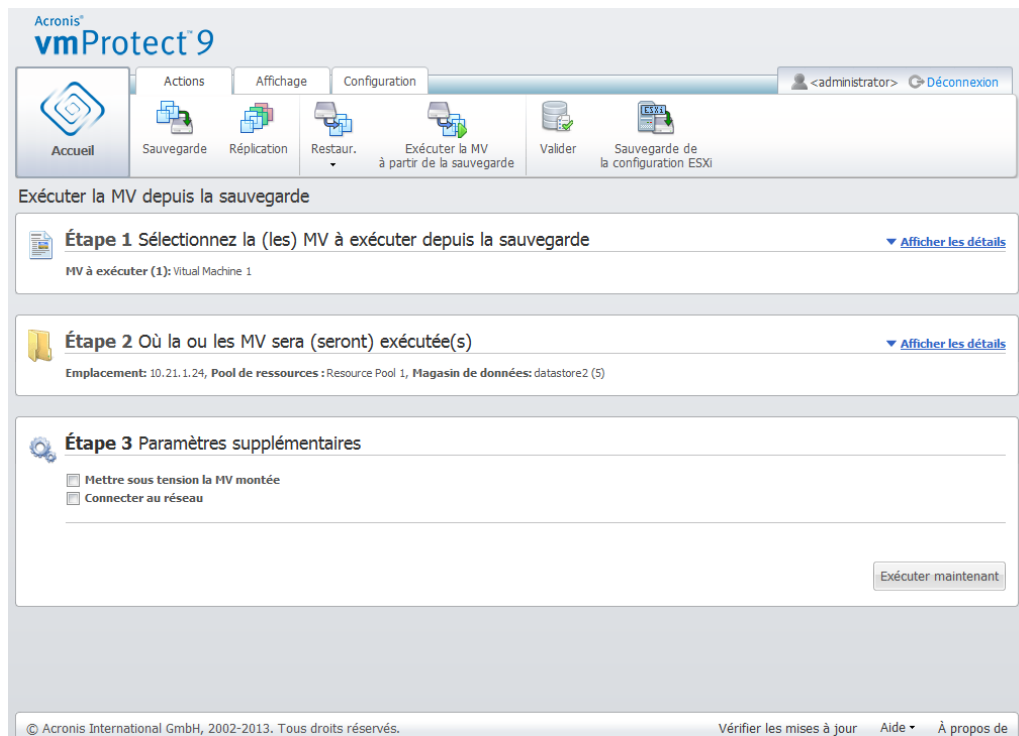 Acronis®
vmProtect™ 9
Actions Affichage Configuration
<administrator> Déconnexion
Accueil
Sauvegarde
Réplication
Restaur.
Exécuter la MV
à partir de la sauvegarde
Valider
Sauvegarde de
la configuration ESXi
ESXi
Exécuter la MV depuis la sauvegarde
Étape 1 Sélectionnez la (les) MV à exécuter depuis la sauvegarde
Afficher les détails
MV à exécuter (1): Vitual Machine 1
Étape 2 Où la ou les MV sera (seront) exécutée(s)
Afficher les détails
Emplacement: 10.21.1.24, Pool de ressources : Resource Pool 1, Magasin de données: datastore2 (5)
Étape 3 Paramètres supplémentaires
Mettre sous tension la MV montée
Connecter au réseau
Exécuter maintenant
© Acronis International GmbH, 2002-2013. Tous droits réservés.
Vérifier les mises à jour Aide À propos de